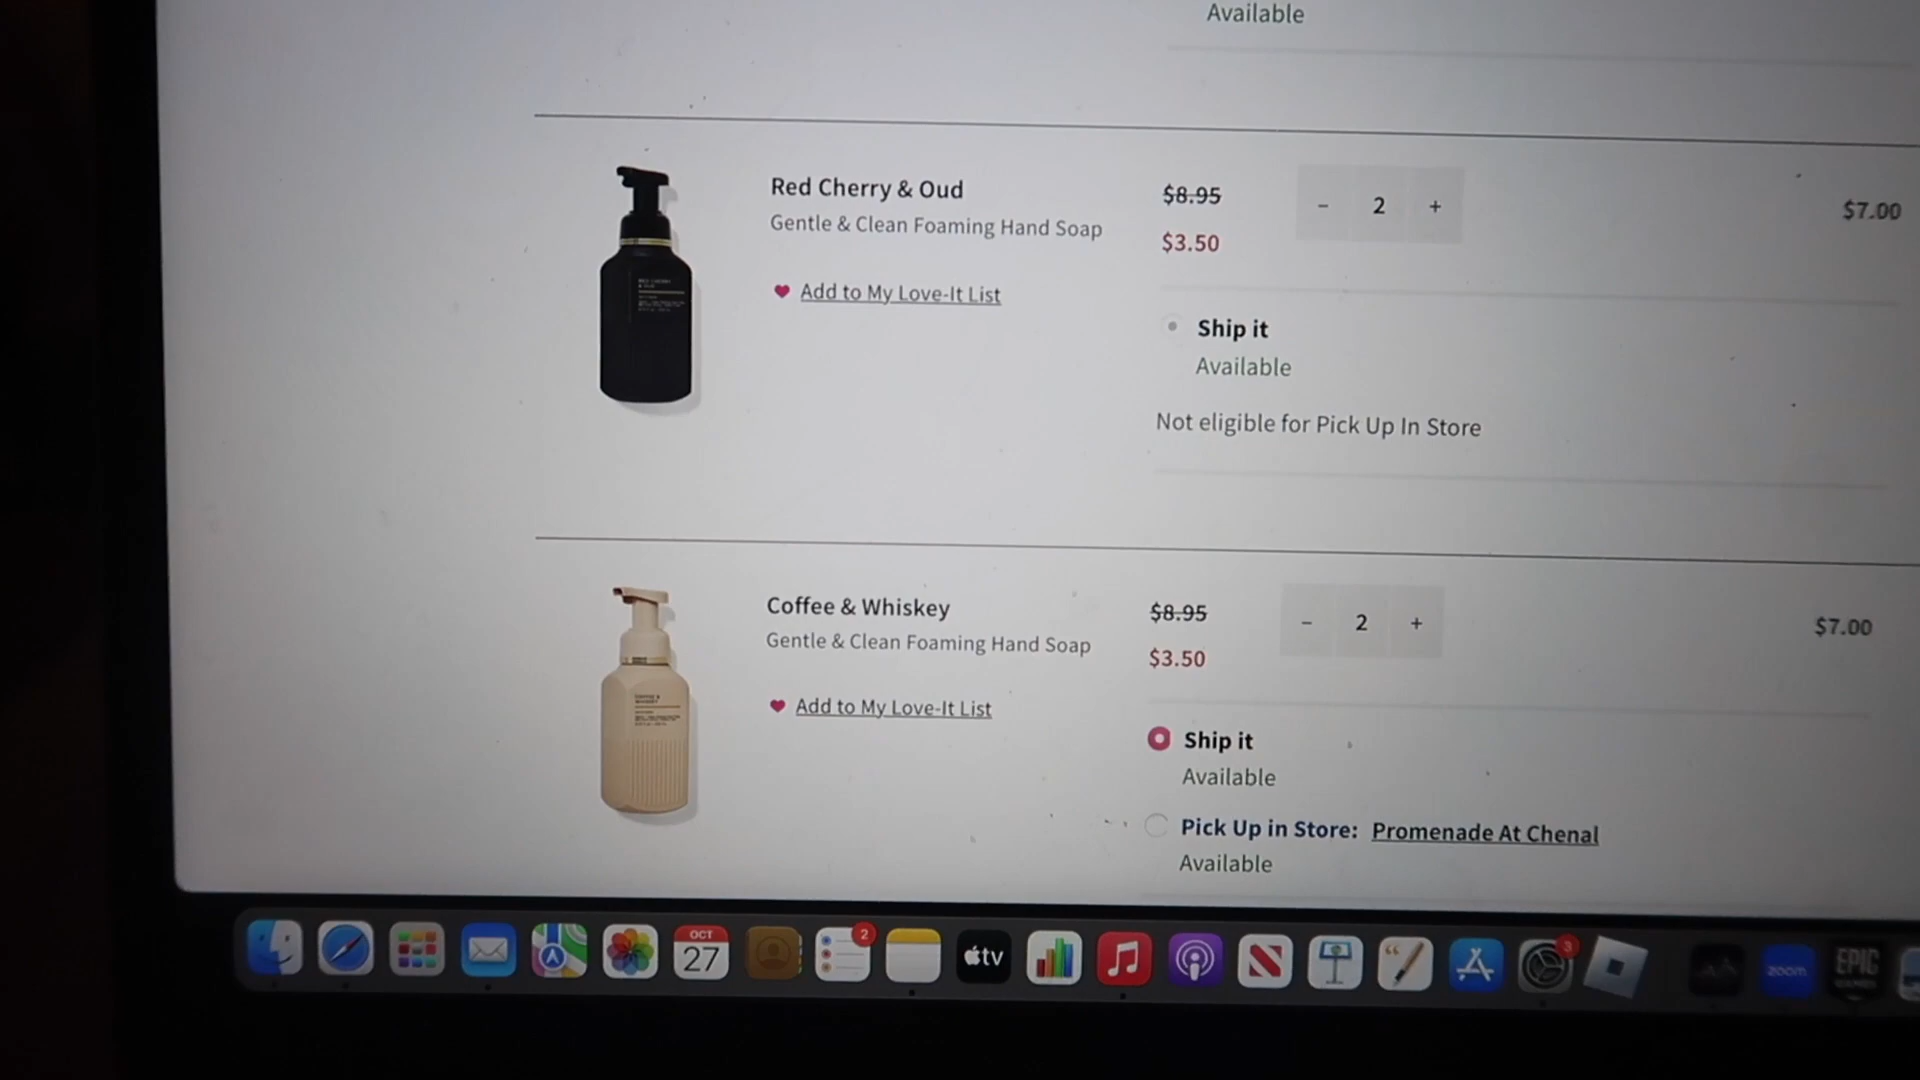 Available
Red Cherry & Oud
Gentle & Clean Foaming Hand Soap
Add to My Love-It List
$8.95
$3.50
- 2 +
$7.00
Ship it
Available
Not eligible for Pick Up In Store
Coffee & Whiskey
Gentle & Clean Foaming Hand Soap
Add to My Love-It List
$8.95
$3.50
- 2 +
$7.00
Ship it
Available
Pick Up in Store: Promenade At Chenal
Available
OCT
27
2
tv
3
zoom
EPIC
GAMES